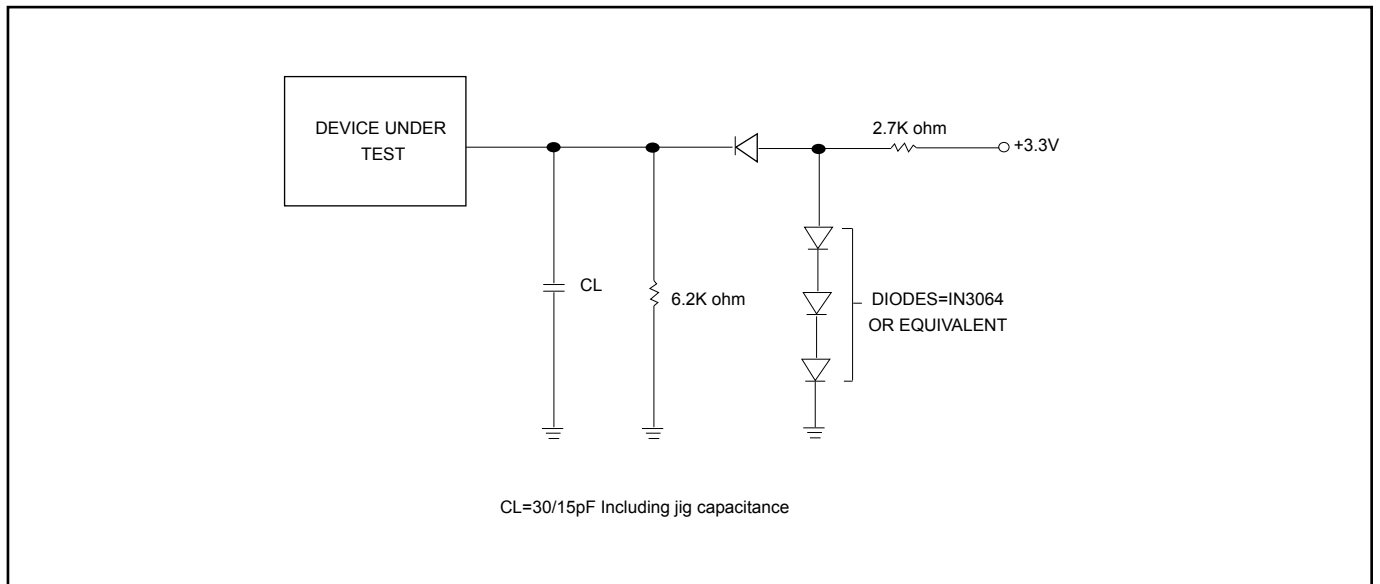 DEVICE UNDER
TEST
2.7K ohm
+3.3V
CL
6.2K ohm
DIODES=IN3064
OR EQUIVALENT
CL=30/15pF Including jig capacitance